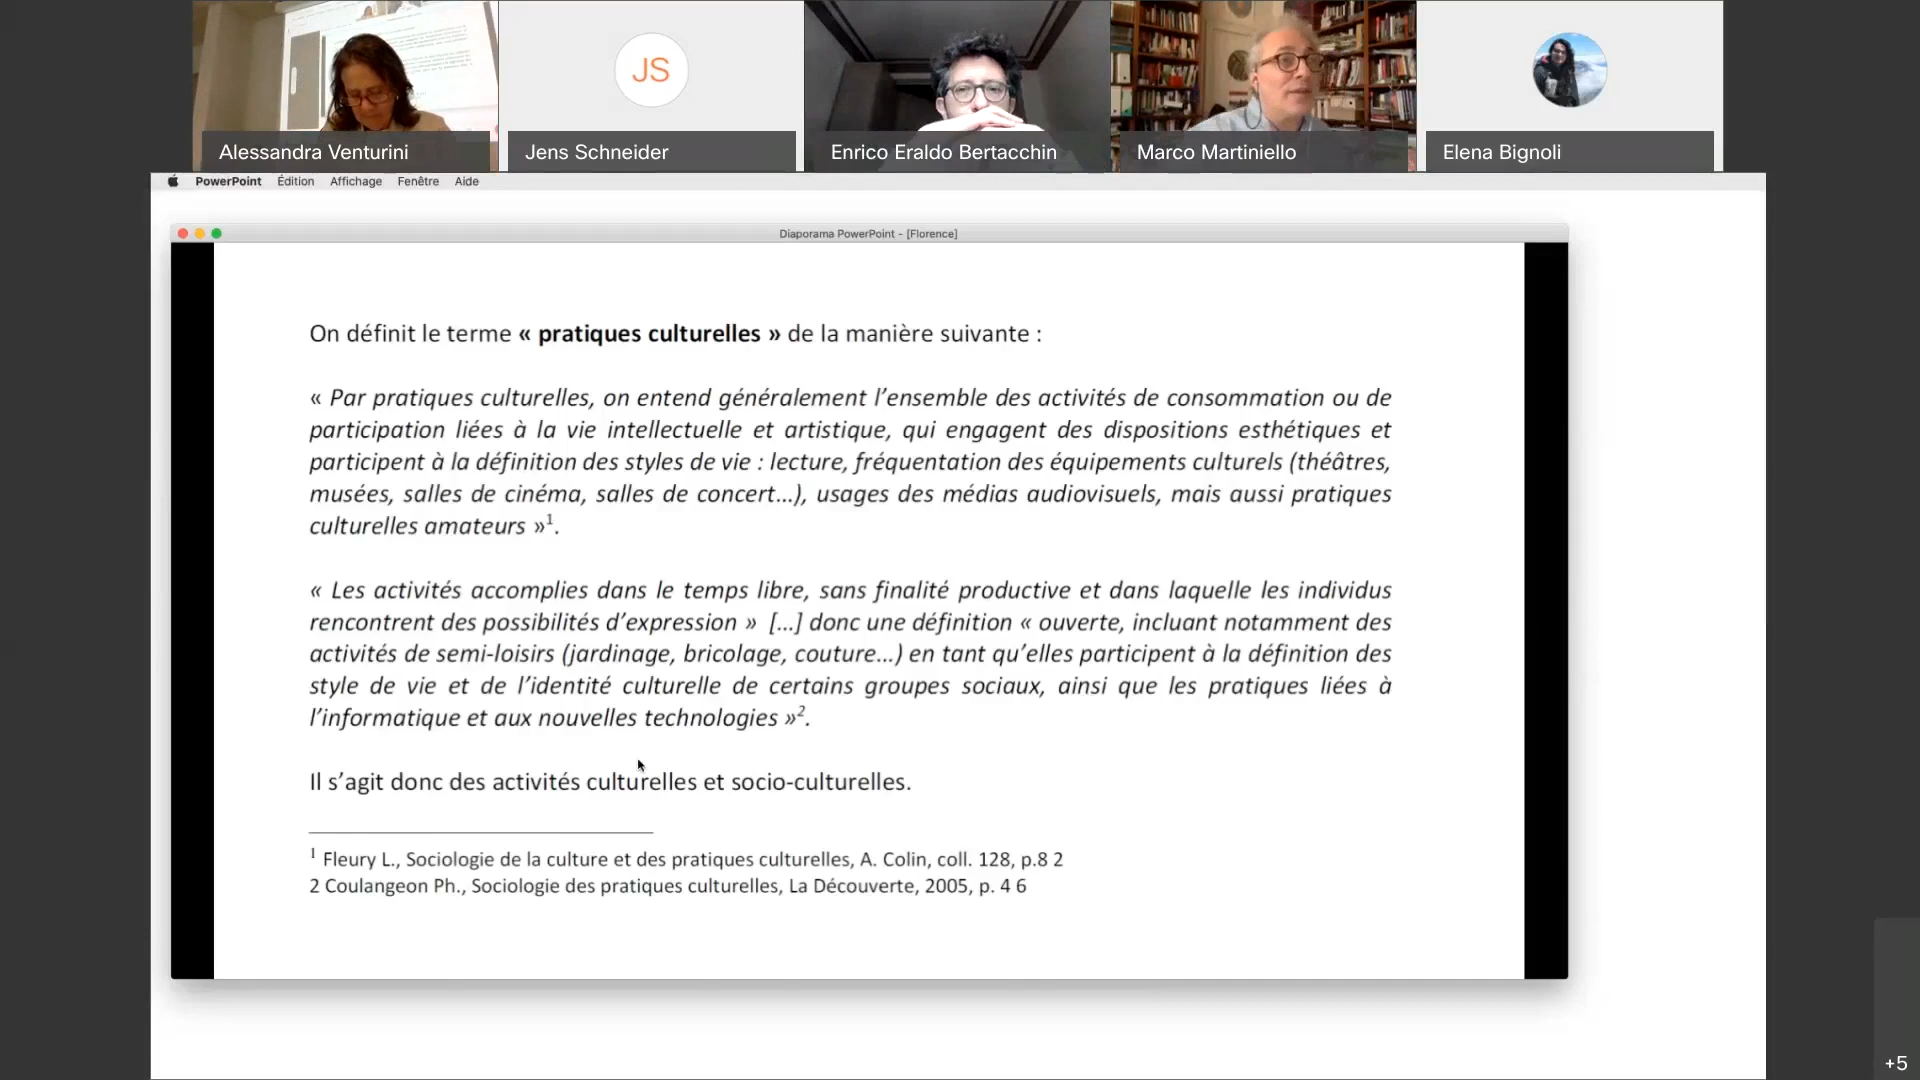 JS
Alessandra Venturini
Jens Schneider
Enrico Eraldo Bertacchin
Marco Martiniello
Elena Bignoli
PowerPoint Édition Affichage Fenêtre Aide
Diaporama PowerPoint - [Florence]
On définit le terme « pratiques culturelles » de la manière suivante :
« Par pratiques culturelles, on entend généralement l’ensemble des activités de consommation ou de
participation liées à la vie intellectuelle et artistique, qui engagent des dispositions esthétiques et
participent à la définition des styles de vie : lecture, fréquentation des équipements culturels (théâtres,
musées, salles de cinéma, salles de concert…), usages des médias audiovisuels, mais aussi pratiques
culturelles amateurs »1.
« Les activités accomplies dans le temps libre, sans finalité productive et dans laquelle les individus
rencontrent des possibilités d’expression » […] donc une définition « ouverte, incluant notamment des
activités de semi-loisirs (jardinage, bricolage, couture…) en tant qu’elles participent à la définition des
style de vie et de l’identité culturelle de certains groupes sociaux, ainsi que les pratiques liées à
l’informatique et aux nouvelles technologies »2.
Il s’agit donc des activités culturelles et socio-culturelles.
1 Fleury L., Sociologie de la culture et des pratiques culturelles, A. Colin, coll. 128, p.8 2
2 Coulangeon Ph., Sociologie des pratiques culturelles, La Découverte, 2005, p. 4 6
+5